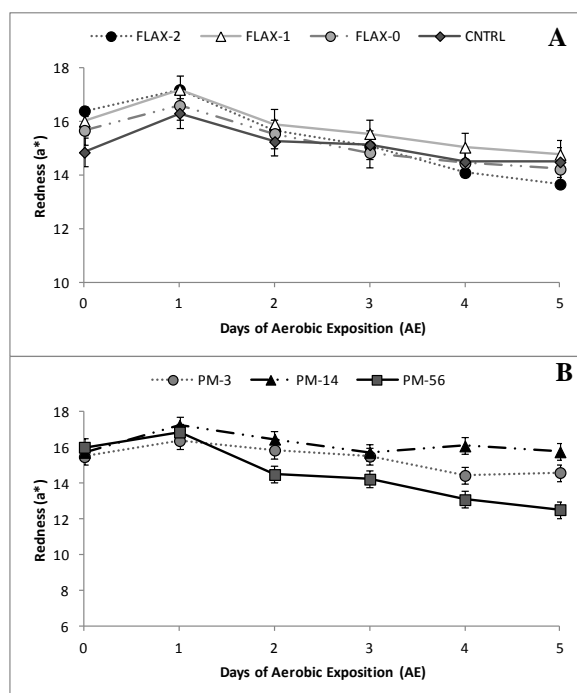 FLAX-2 FLAX-1 FLAX-0 CNTRL A
18
16
14
12
10
Redness (a*)
0 1 2 3 4 5
Days of Aerobic Exposition (AE)
PM-3 PM-14 PM-56 B
18
16
14
12
10
8
6
Redness (a*)
0 1 2 3 4 5
Days of Aerobic Exposition (AE)